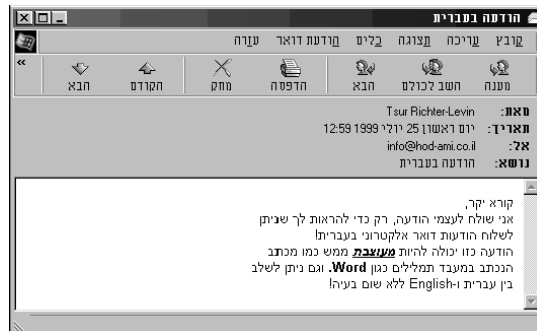 הודעה בעברית
קובץ עריכה תצוגה כלים הודעת דואר עזרה
מענה השב לכולם הבא הדפסה מחק הקודם הבא «
מאת: Tsur Richter-Levin
תאריך: יום ראשון 25 יולי 1999 12:59
אל: info@hod-ami.co.il
נושא: הודעה בעברית
קורא יקר,
אני שולח לעצמי הודעה, רק כדי להראות לך שניתן
לשלוח הודעות דואר אלקטרוני בעברית!
הודעה כזו יכולה להיות מעוצבת ממש כמו מכתב
הנכתב במעבד תמלילים כגון Word. וגם ניתן לשלב
בין עברית ו-English ללא שום בעיה!